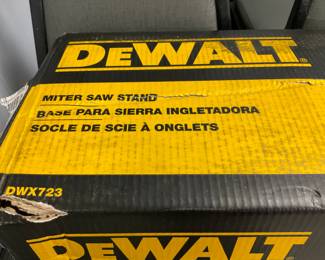 DEWALT®
MITER SAW STAND
BASE PARA SIERRA INGLETADORA
SOCLE DE SCIE À ONGLETS
DWX723
DEWALT